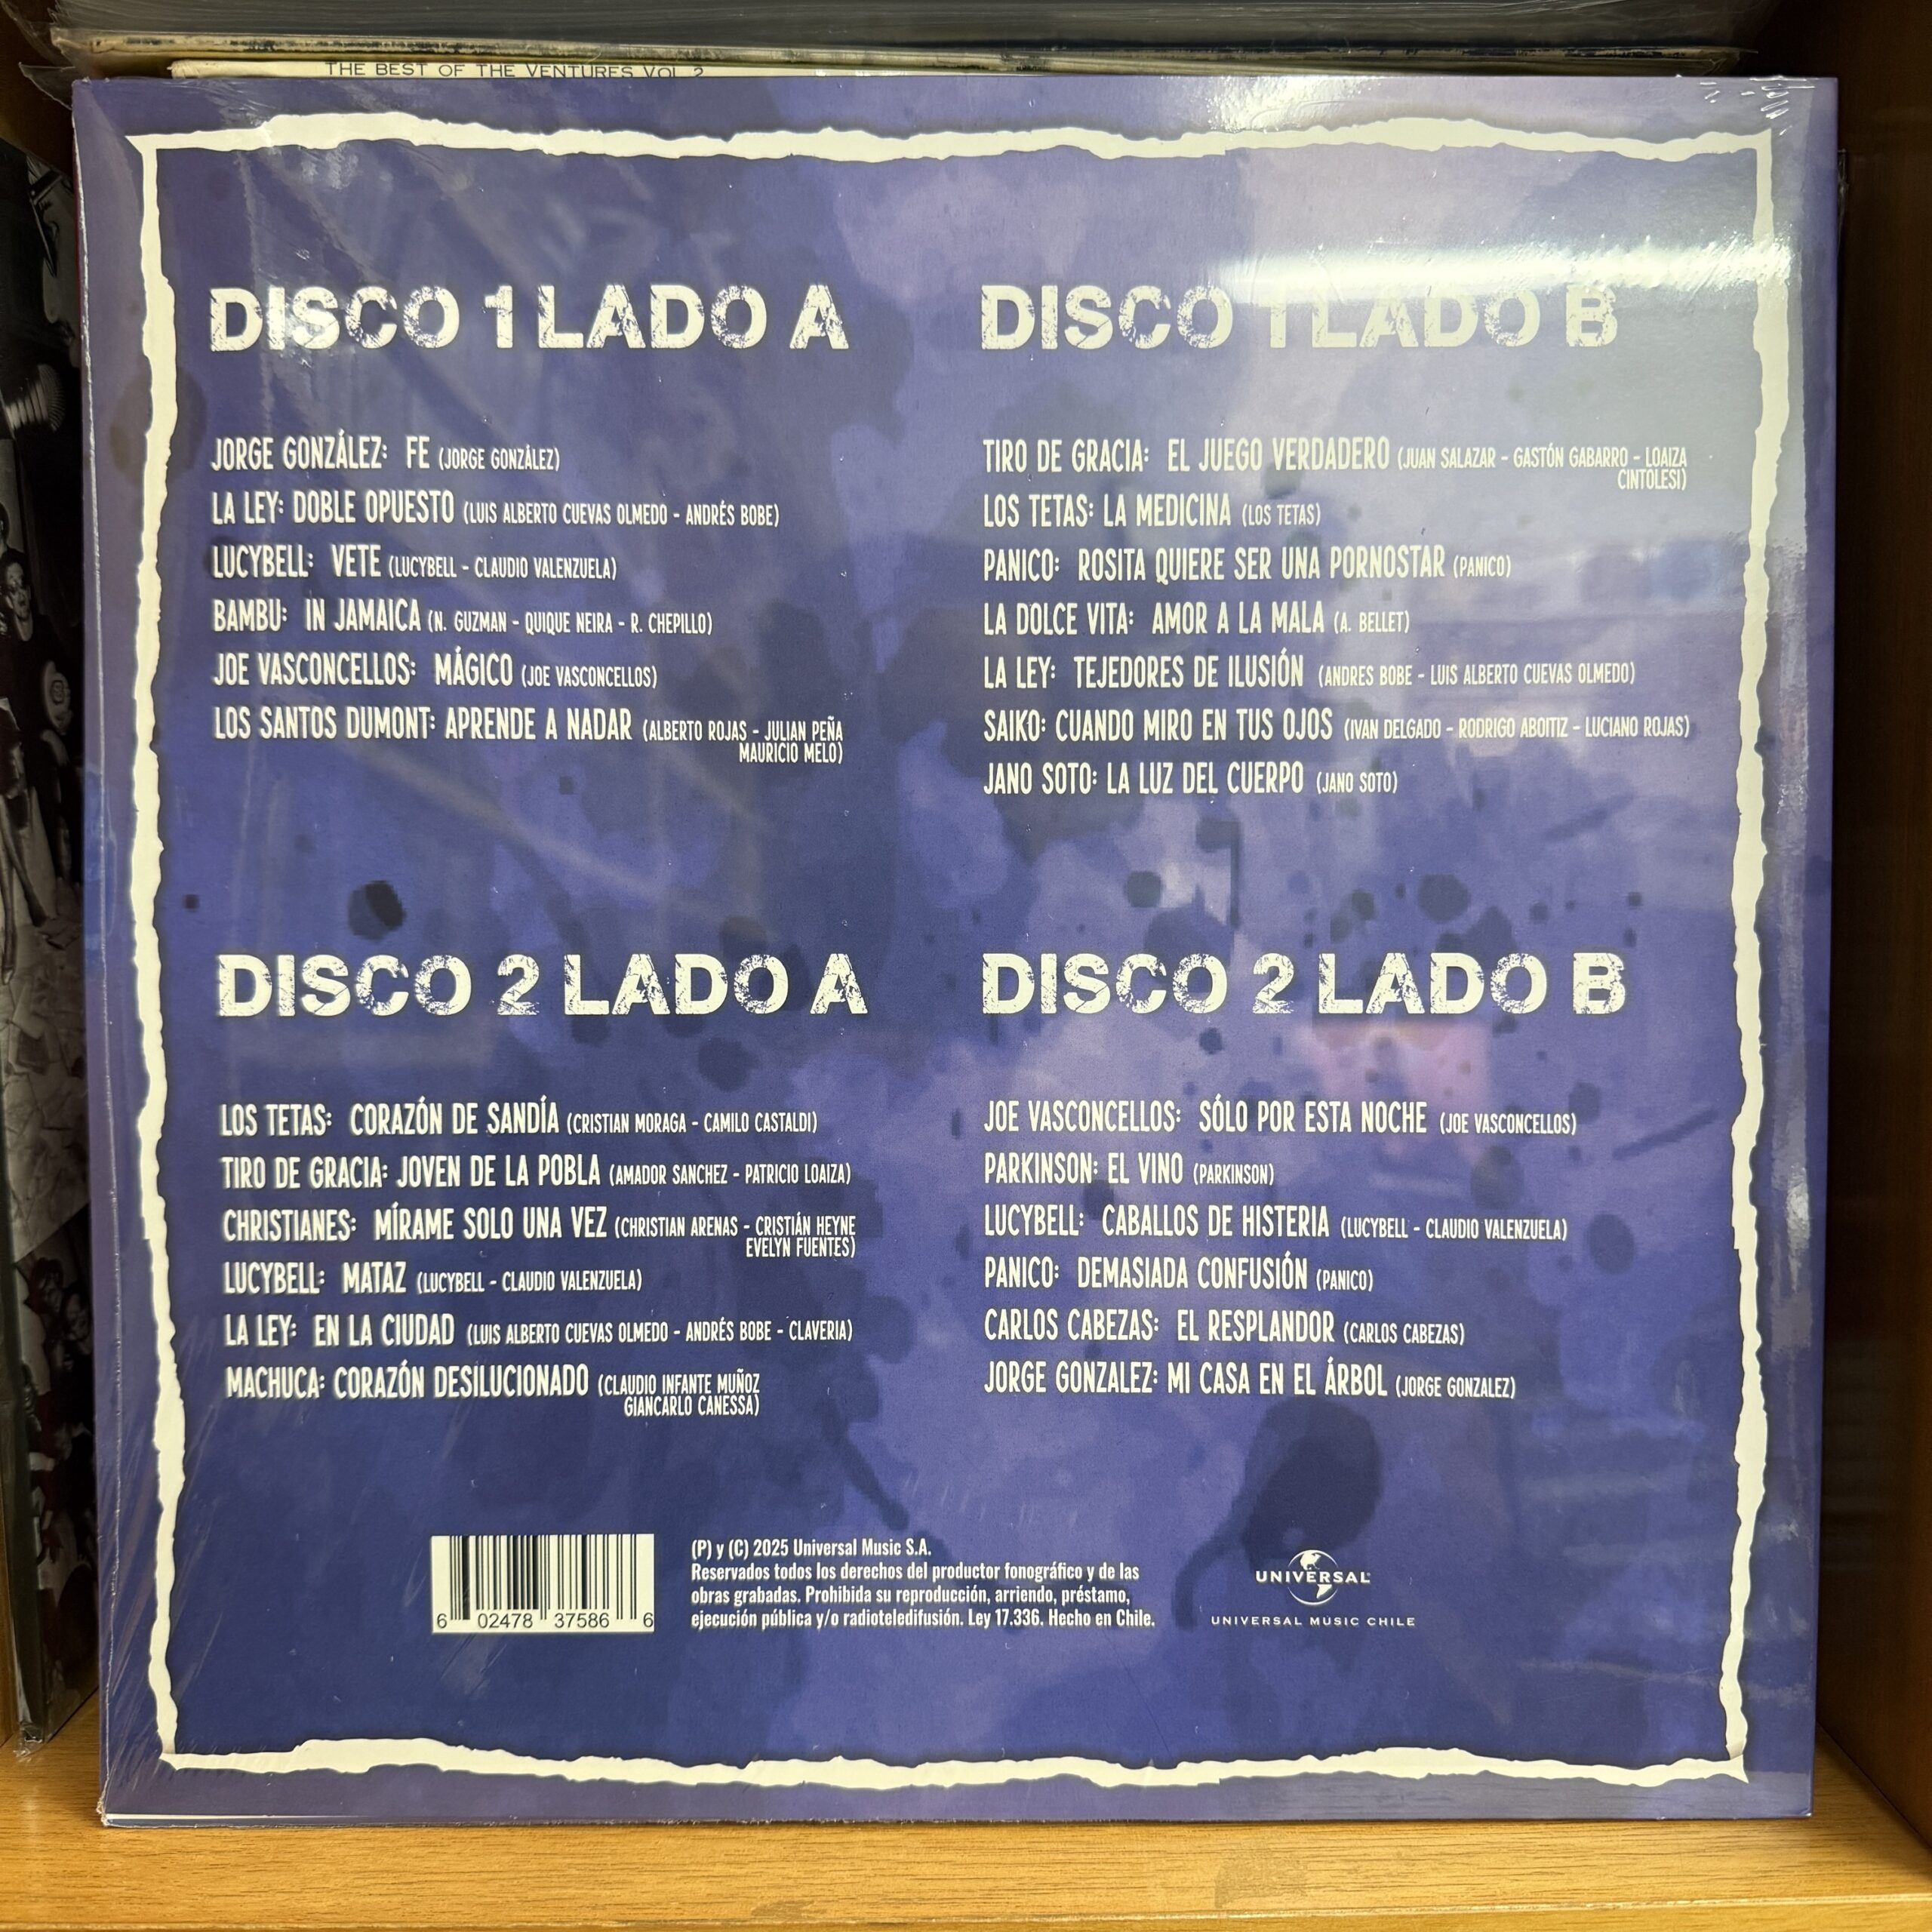 THE BEST OF THE VENTURES VOL 2
DISCO 1 LADO A
JORGE GONZÁLEZ: FE (JORGE GONZÁLEZ)
LA LEY: DOBLE OPUESTO (LUIS ALBERTO CUEVAS OLMEDO - ANDRÉS BOBE)
LUCYBELL: VETE (LUCYBELL - CLAUDIO VALENZUELA)
BAMBU: IN JAMAICA (N. GUZMAN - QUIQUE NEIRA - R. CHEPILLO)
JOE VASCONCELLOS: MÁGICO (JOE VASCONCELLOS)
LOS SANTOS DUMONT: APRENDE A NADAR (ALBERTO ROJAS - JULIAN PEÑA
MAURICIO MELO)
DISCO 1 LADO B
TIRO DE GRACIA: EL JUEGO VERDADERO (JUAN SALAZAR - GASTÓN GABARRO - LOAIZA
CINTOLESI)
LOS TETAS: LA MEDICINA (LOS TETAS)
PANICO: ROSITA QUIERE SER UNA PORNOSTAR (PANICO)
LA DOLCE VITA: AMOR A LA MALA (A. BELLET)
LA LEY: TEJEDORES DE ILUSIÓN (ANDRES BOBE - LUIS ALBERTO CUEVAS OLMEDO)
SAIKO: CUANDO MIRO EN TUS OJOS (IVAN DELGADO - RODRIGO ABOITIZ - LUCIANO ROJAS)
JANO SOTO: LA LUZ DEL CUERPO (JANO SOTO)
DISCO 2 LADO A
LOS TETAS: CORAZÓN DE SANDÍA (CRISTIAN MORAGA - CAMILO CASTALDI)
TIRO DE GRACIA: JOVEN DE LA POBLA (AMADOR SANCHEZ - PATRICIO LOAIZA)
CHRISTIANES: MÍRAME SOLO UNA VEZ (CHRISTIAN ARENAS - CRISTIÁN HEYNE
EVELYN FUENTES)
LUCYBELL: MATAZ (LUCYBELL - CLAUDIO VALENZUELA)
LA LEY: EN LA CIUDAD (LUIS ALBERTO CUEVAS OLMEDO - ANDRÉS BOBE - CLAVERIA)
MACHUCA: CORAZÓN DESILUCIONADO (CLAUDIO INFANTE MUÑOZ
GIANCARLO CANESSA)
DISCO 2 LADO B
JOE VASCONCELLOS: SÓLO POR ESTA NOCHE (JOE VASCONCELLOS)
PARKINSON: EL VINO (PARKINSON)
LUCYBELL: CABALLOS DE HISTERIA (LUCYBELL - CLAUDIO VALENZUELA)
PANICO: DEMASIADA CONFUSIÓN (PANICO)
CARLOS CABEZAS: EL RESPLANDOR (CARLOS CABEZAS)
JORGE GONZALEZ: MI CASA EN EL ÁRBOL (JORGE GONZALEZ)
6 02478 37586 6
(P) y (C) 2025 Universal Music S.A.
Reservados todos los derechos del productor fonográfico y de las
obras grabadas. Prohibida su reproducción, arriendo, préstamo,
ejecución pública y/o radioteledifusión. Ley 17.336. Hecho en Chile.
UNIVERSAL
UNIVERSAL MUSIC CHILE